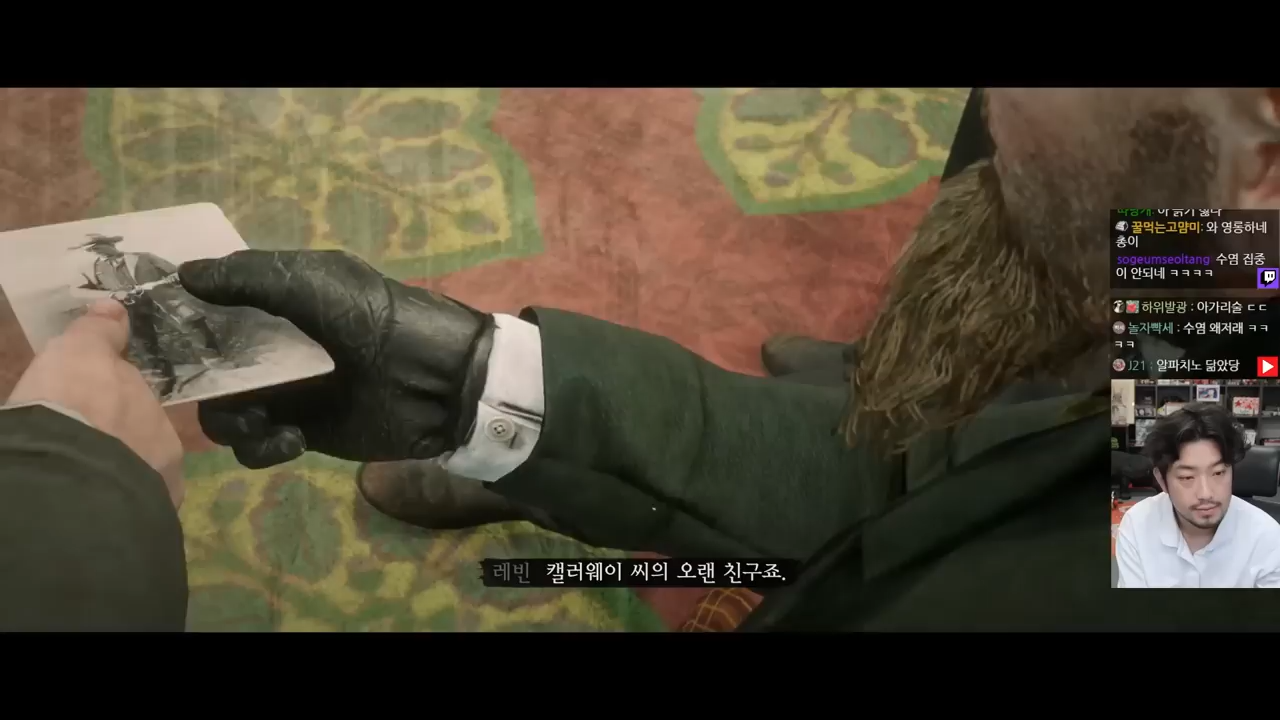 레빈 캘러웨이 씨의 오랜 친구죠.
꿀먹는고먐미: 와 영롱하네
총이
sogeumseoltang 수염 집중
이 안되네 ㅋㅋㅋㅋ
하위발광 : 아가리술 ㄷㄷ
놀자빡세 : 수염 왜저래 ㅋㅋ
ㅋㅋ
J21 : 알파치노 닮았당